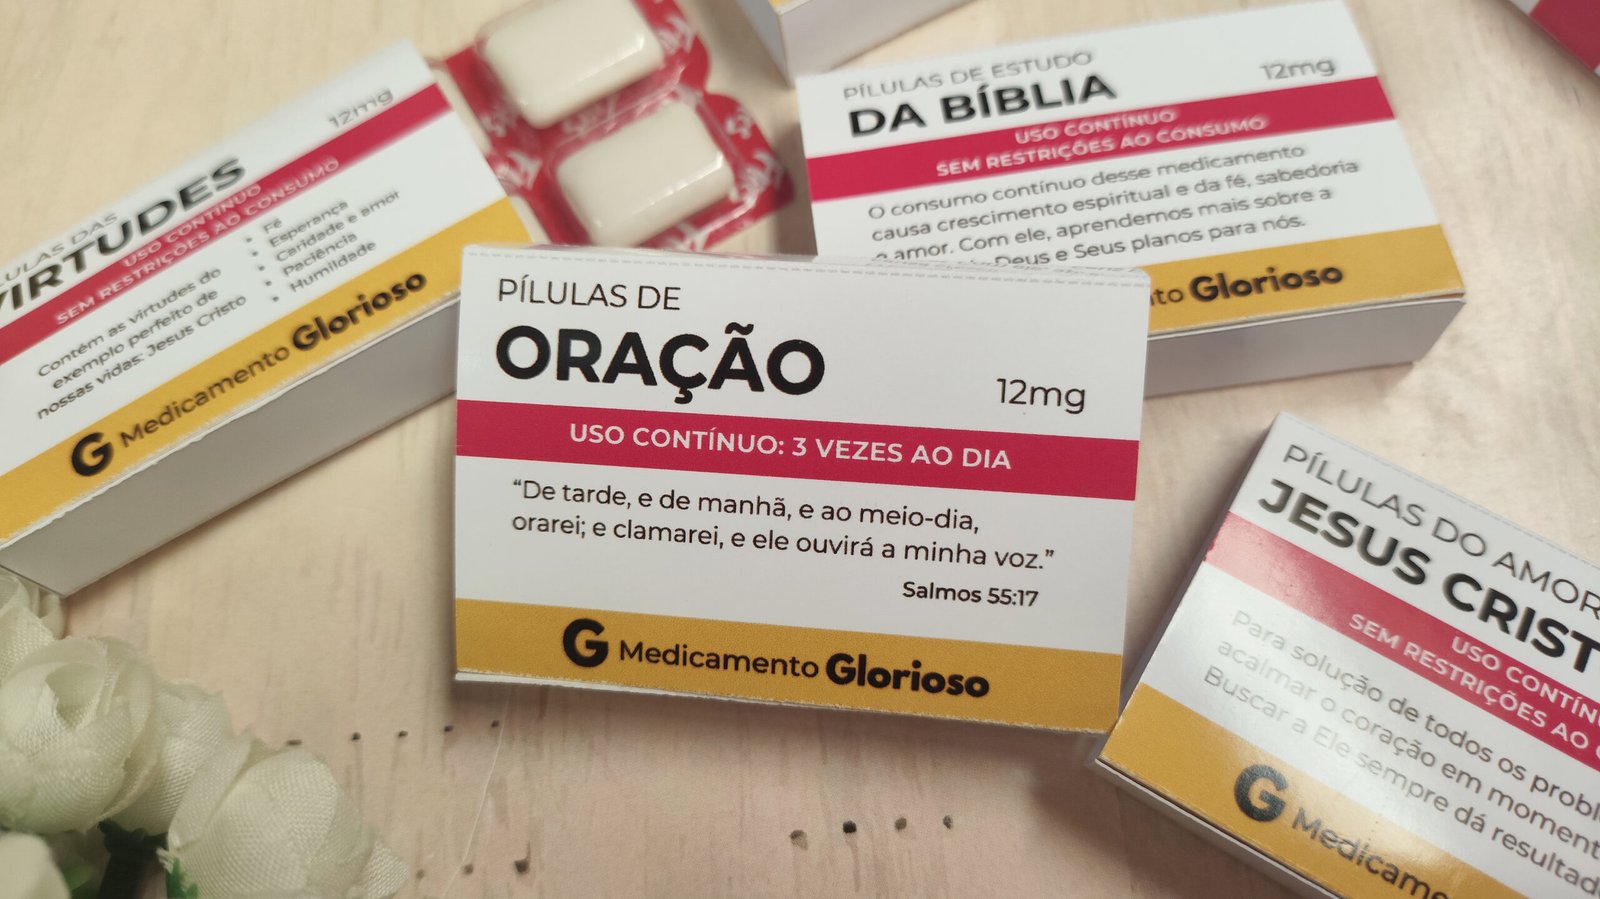 12mg
VIRTUDES
USO CONTÍNUO
SEM RESTRIÇÕES AO CONSUMO
Contém as virtudes do
exemplo perfeito de
nossas vidas: Jesus Cristo
• Fé
• Esperança
• Caridade e amor
• Paciência
• Humildade
G Medicamento Glorioso
PÍLULAS DE ESTUDO
DA BÍBLIA
12mg
USO CONTÍNUO
SEM RESTRIÇÕES AO CONSUMO
O consumo contínuo desse medicamento
causa crescimento espiritual e da fé, sabedoria
e amor. Com ele, aprendemos mais sobre a
Deus e Seus planos para nós.
Glorioso
PÍLULAS DE
ORAÇÃO
12mg
USO CONTÍNUO: 3 VEZES AO DIA
“De tarde, e de manhã, e ao meio-dia,
orarei; e clamarei, e ele ouvirá a minha voz.”
Salmos 55:17
G Medicamento Glorioso
PÍLULAS DO AMOR
JESUS CRIST
USO CONTÍN
SEM RESTRIÇÕES AO
Para solução de todos os probl
acalmar o coração em moment
Buscar a Ele sempre dá resultad
G Medicame